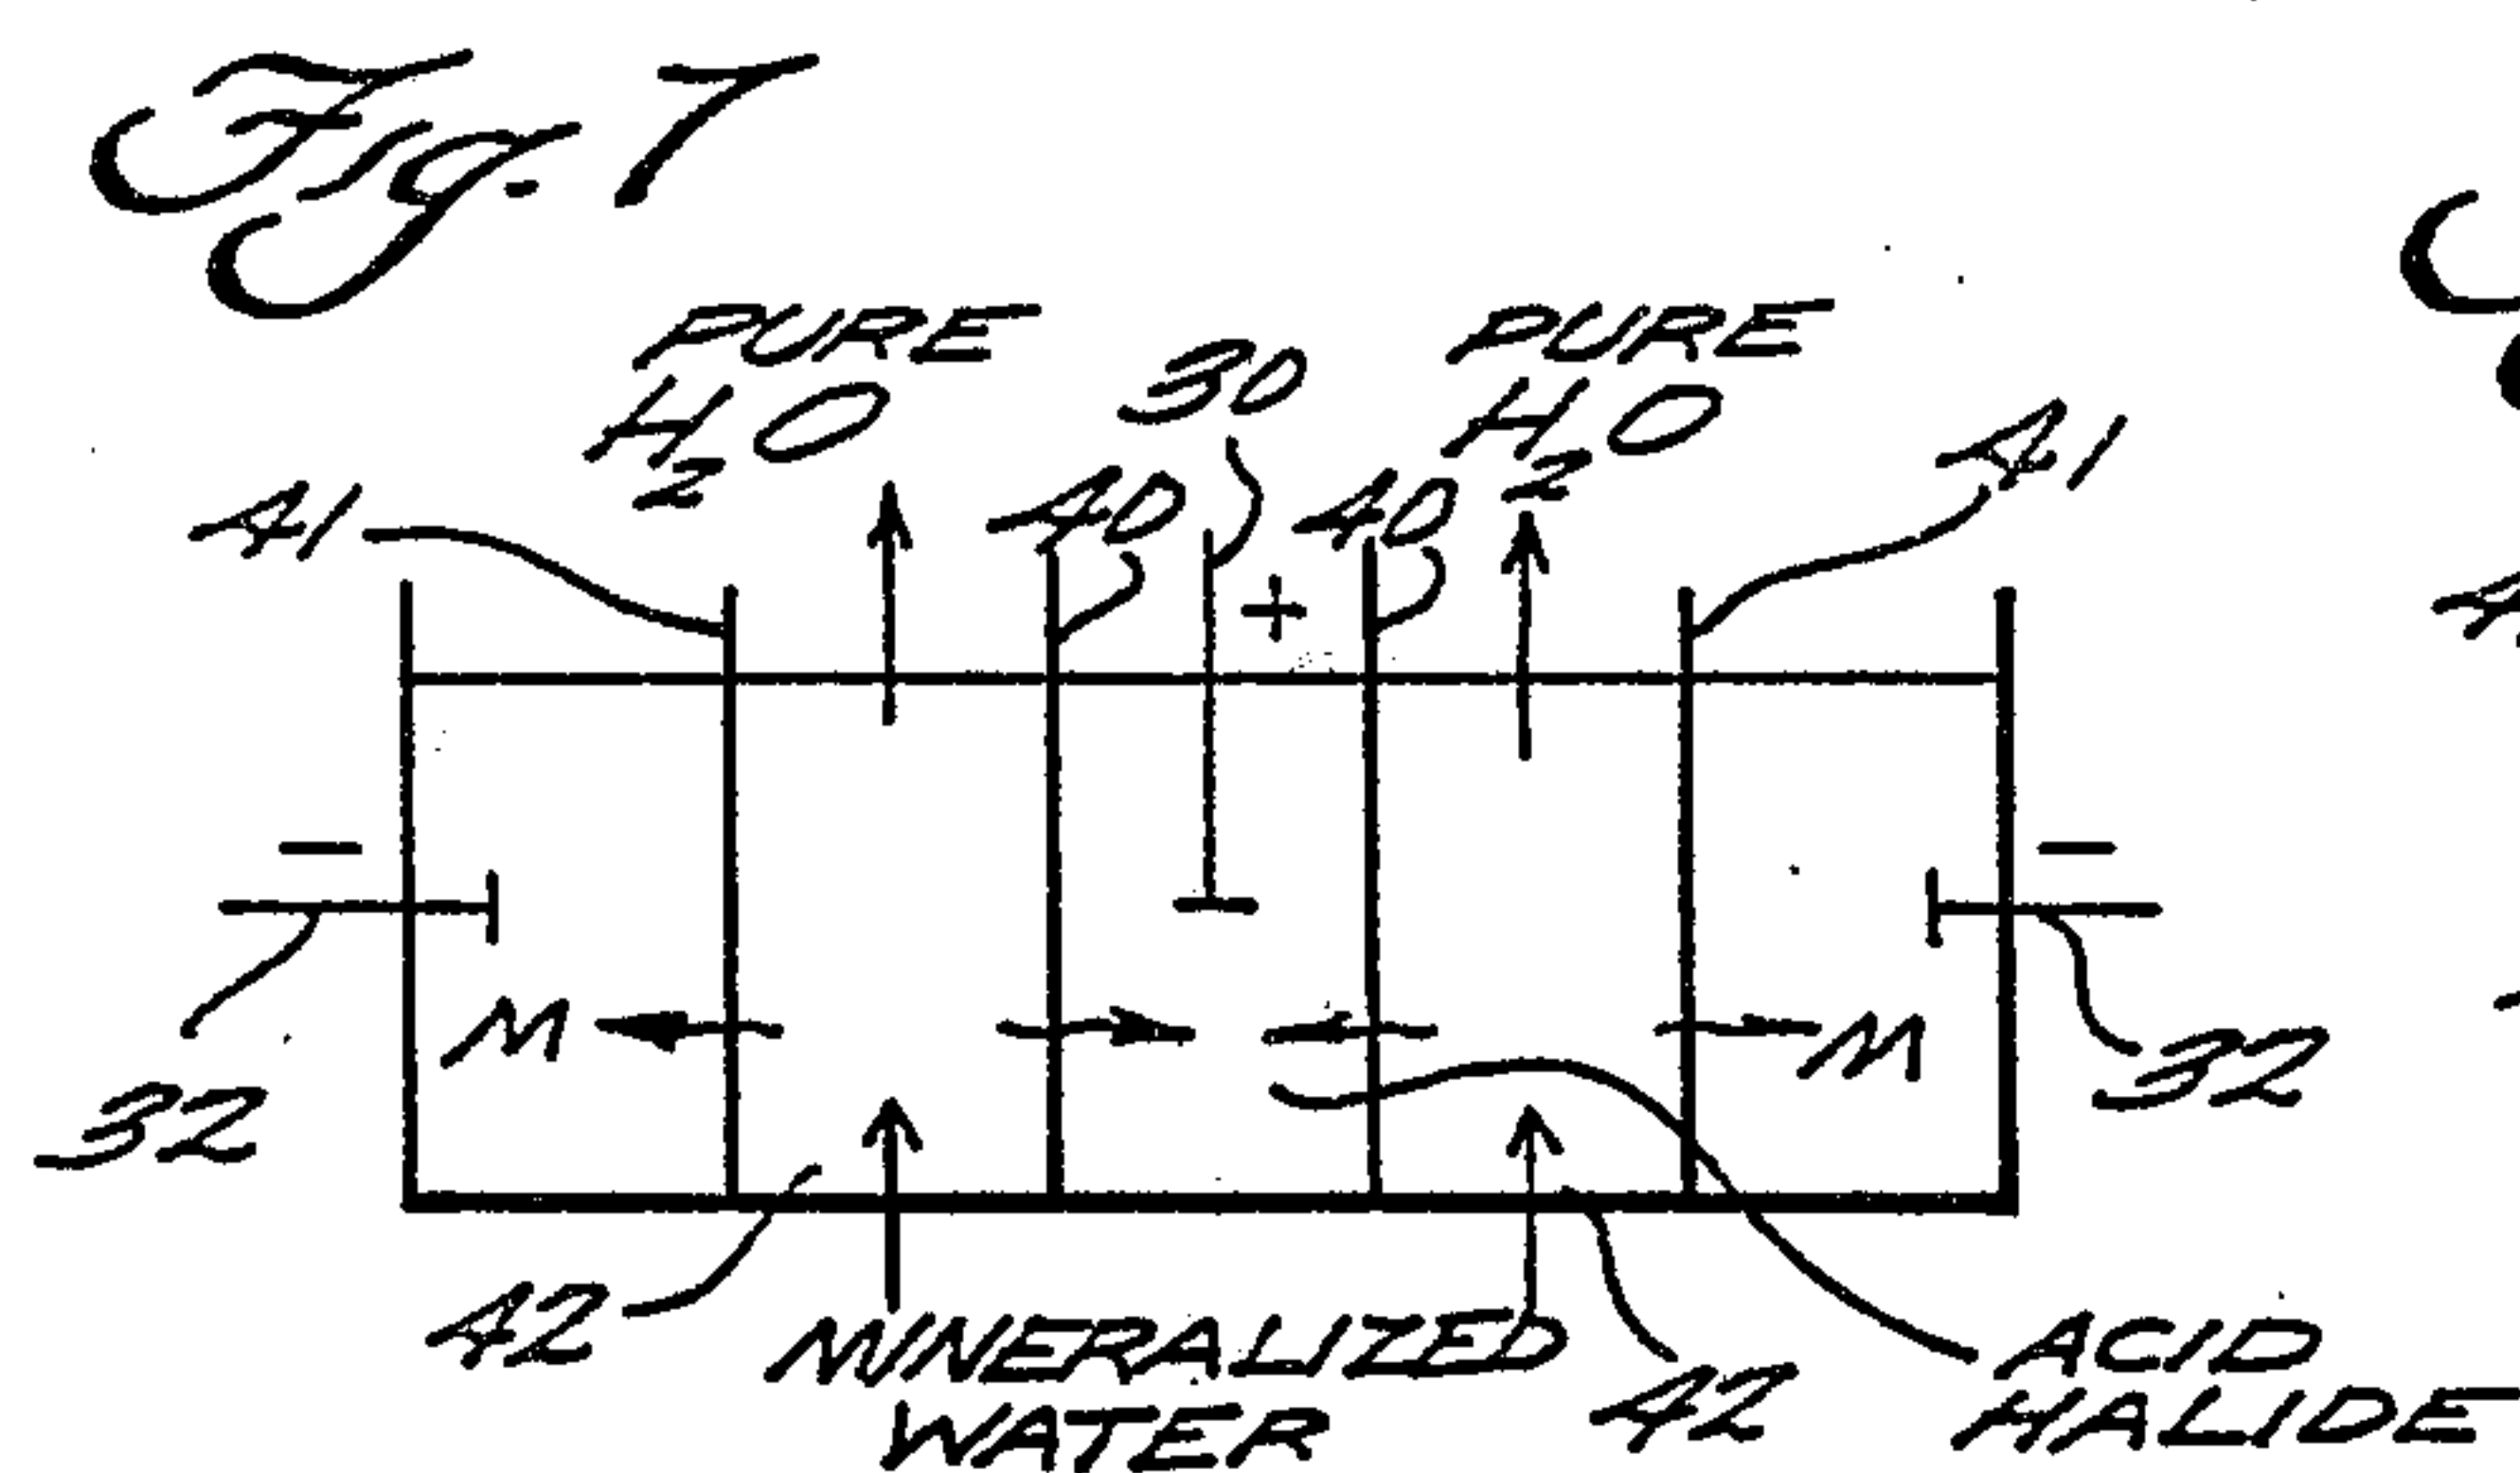 Fig. 7
PURE
H2O
30
PURE
H2O
41
40
40
41
+
−
−
M
M
32
32
42
MINERALIZED
WATER
42
ACID
HALIDE